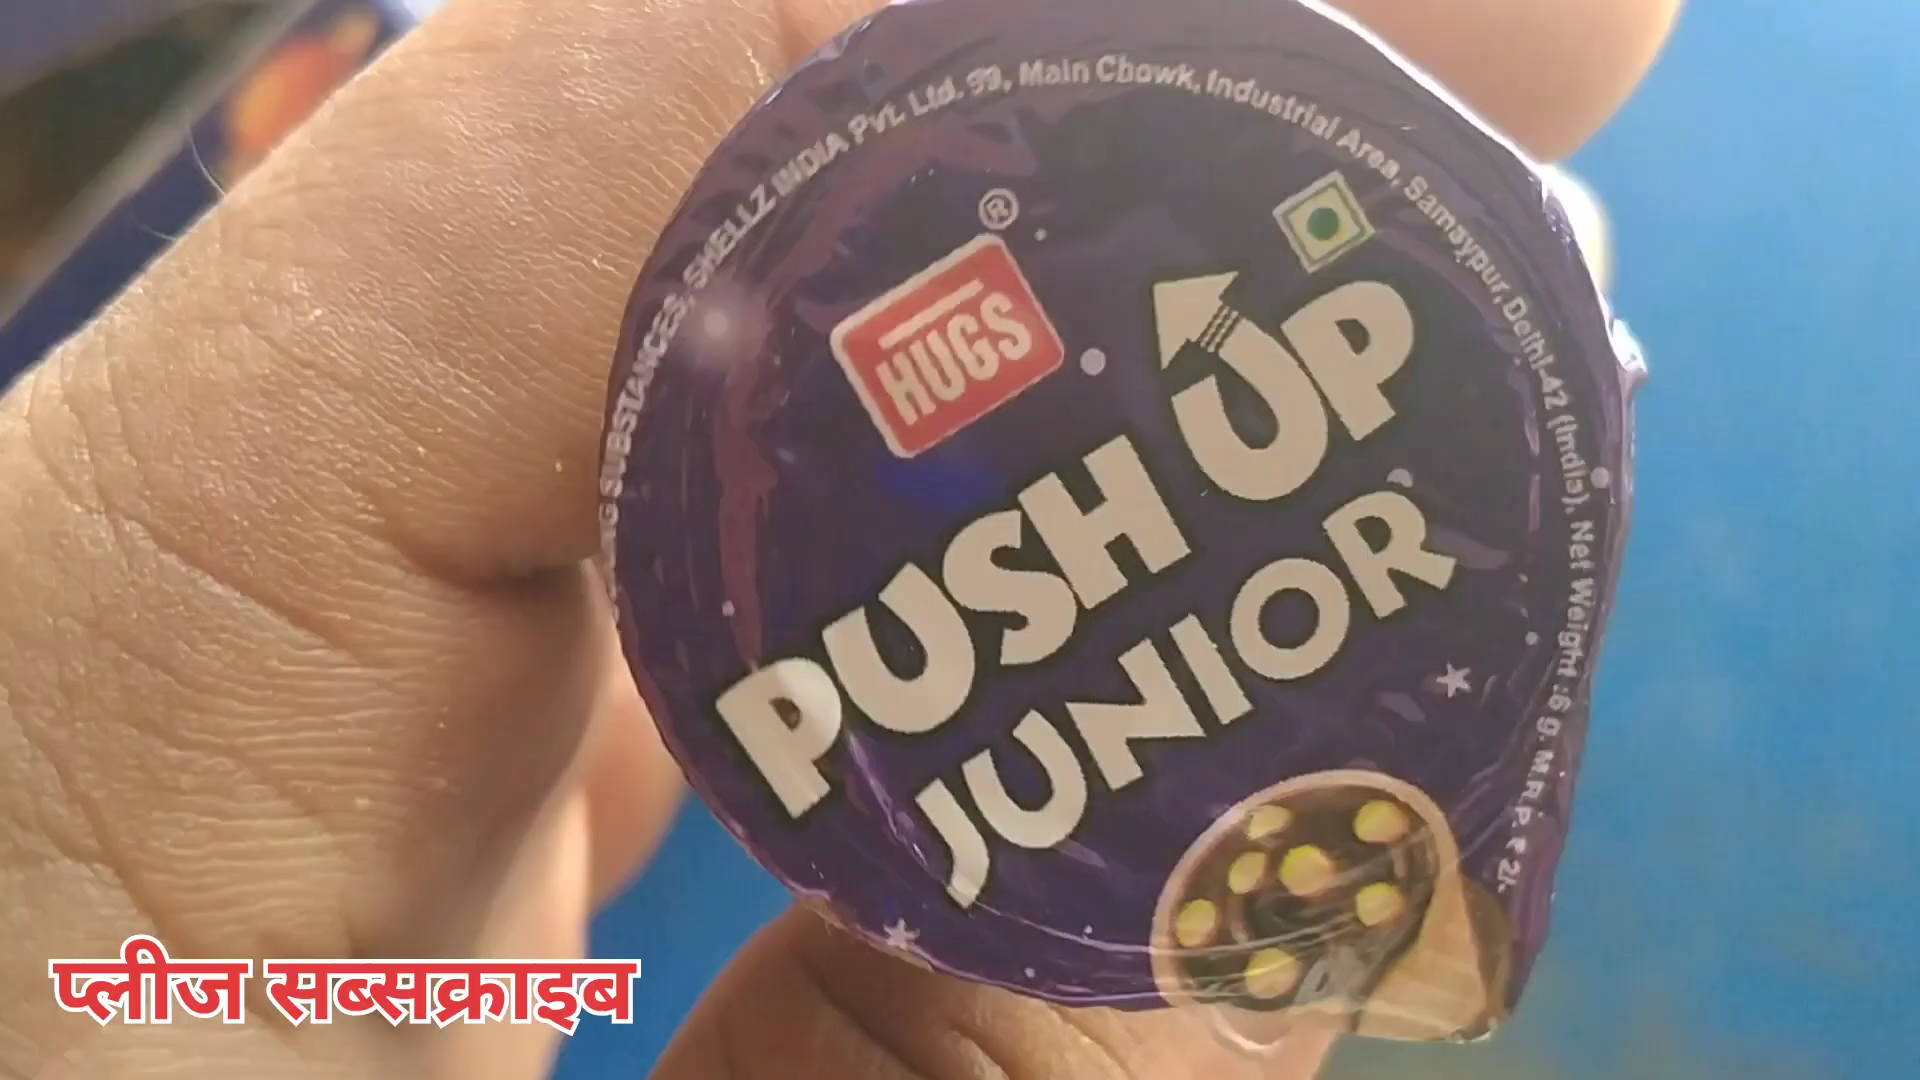 SUBSTANCES, SHELLZ INDIA Pvt. Ltd. 99, Main Chowk, Industrial Area, Samaypur, Delhi-42 (India), Net Weight :6 g. M.R.P. ₹ 2/-
®
HUGS
PUSH UP
JUNIOR
प्लीज सब्सक्राइब